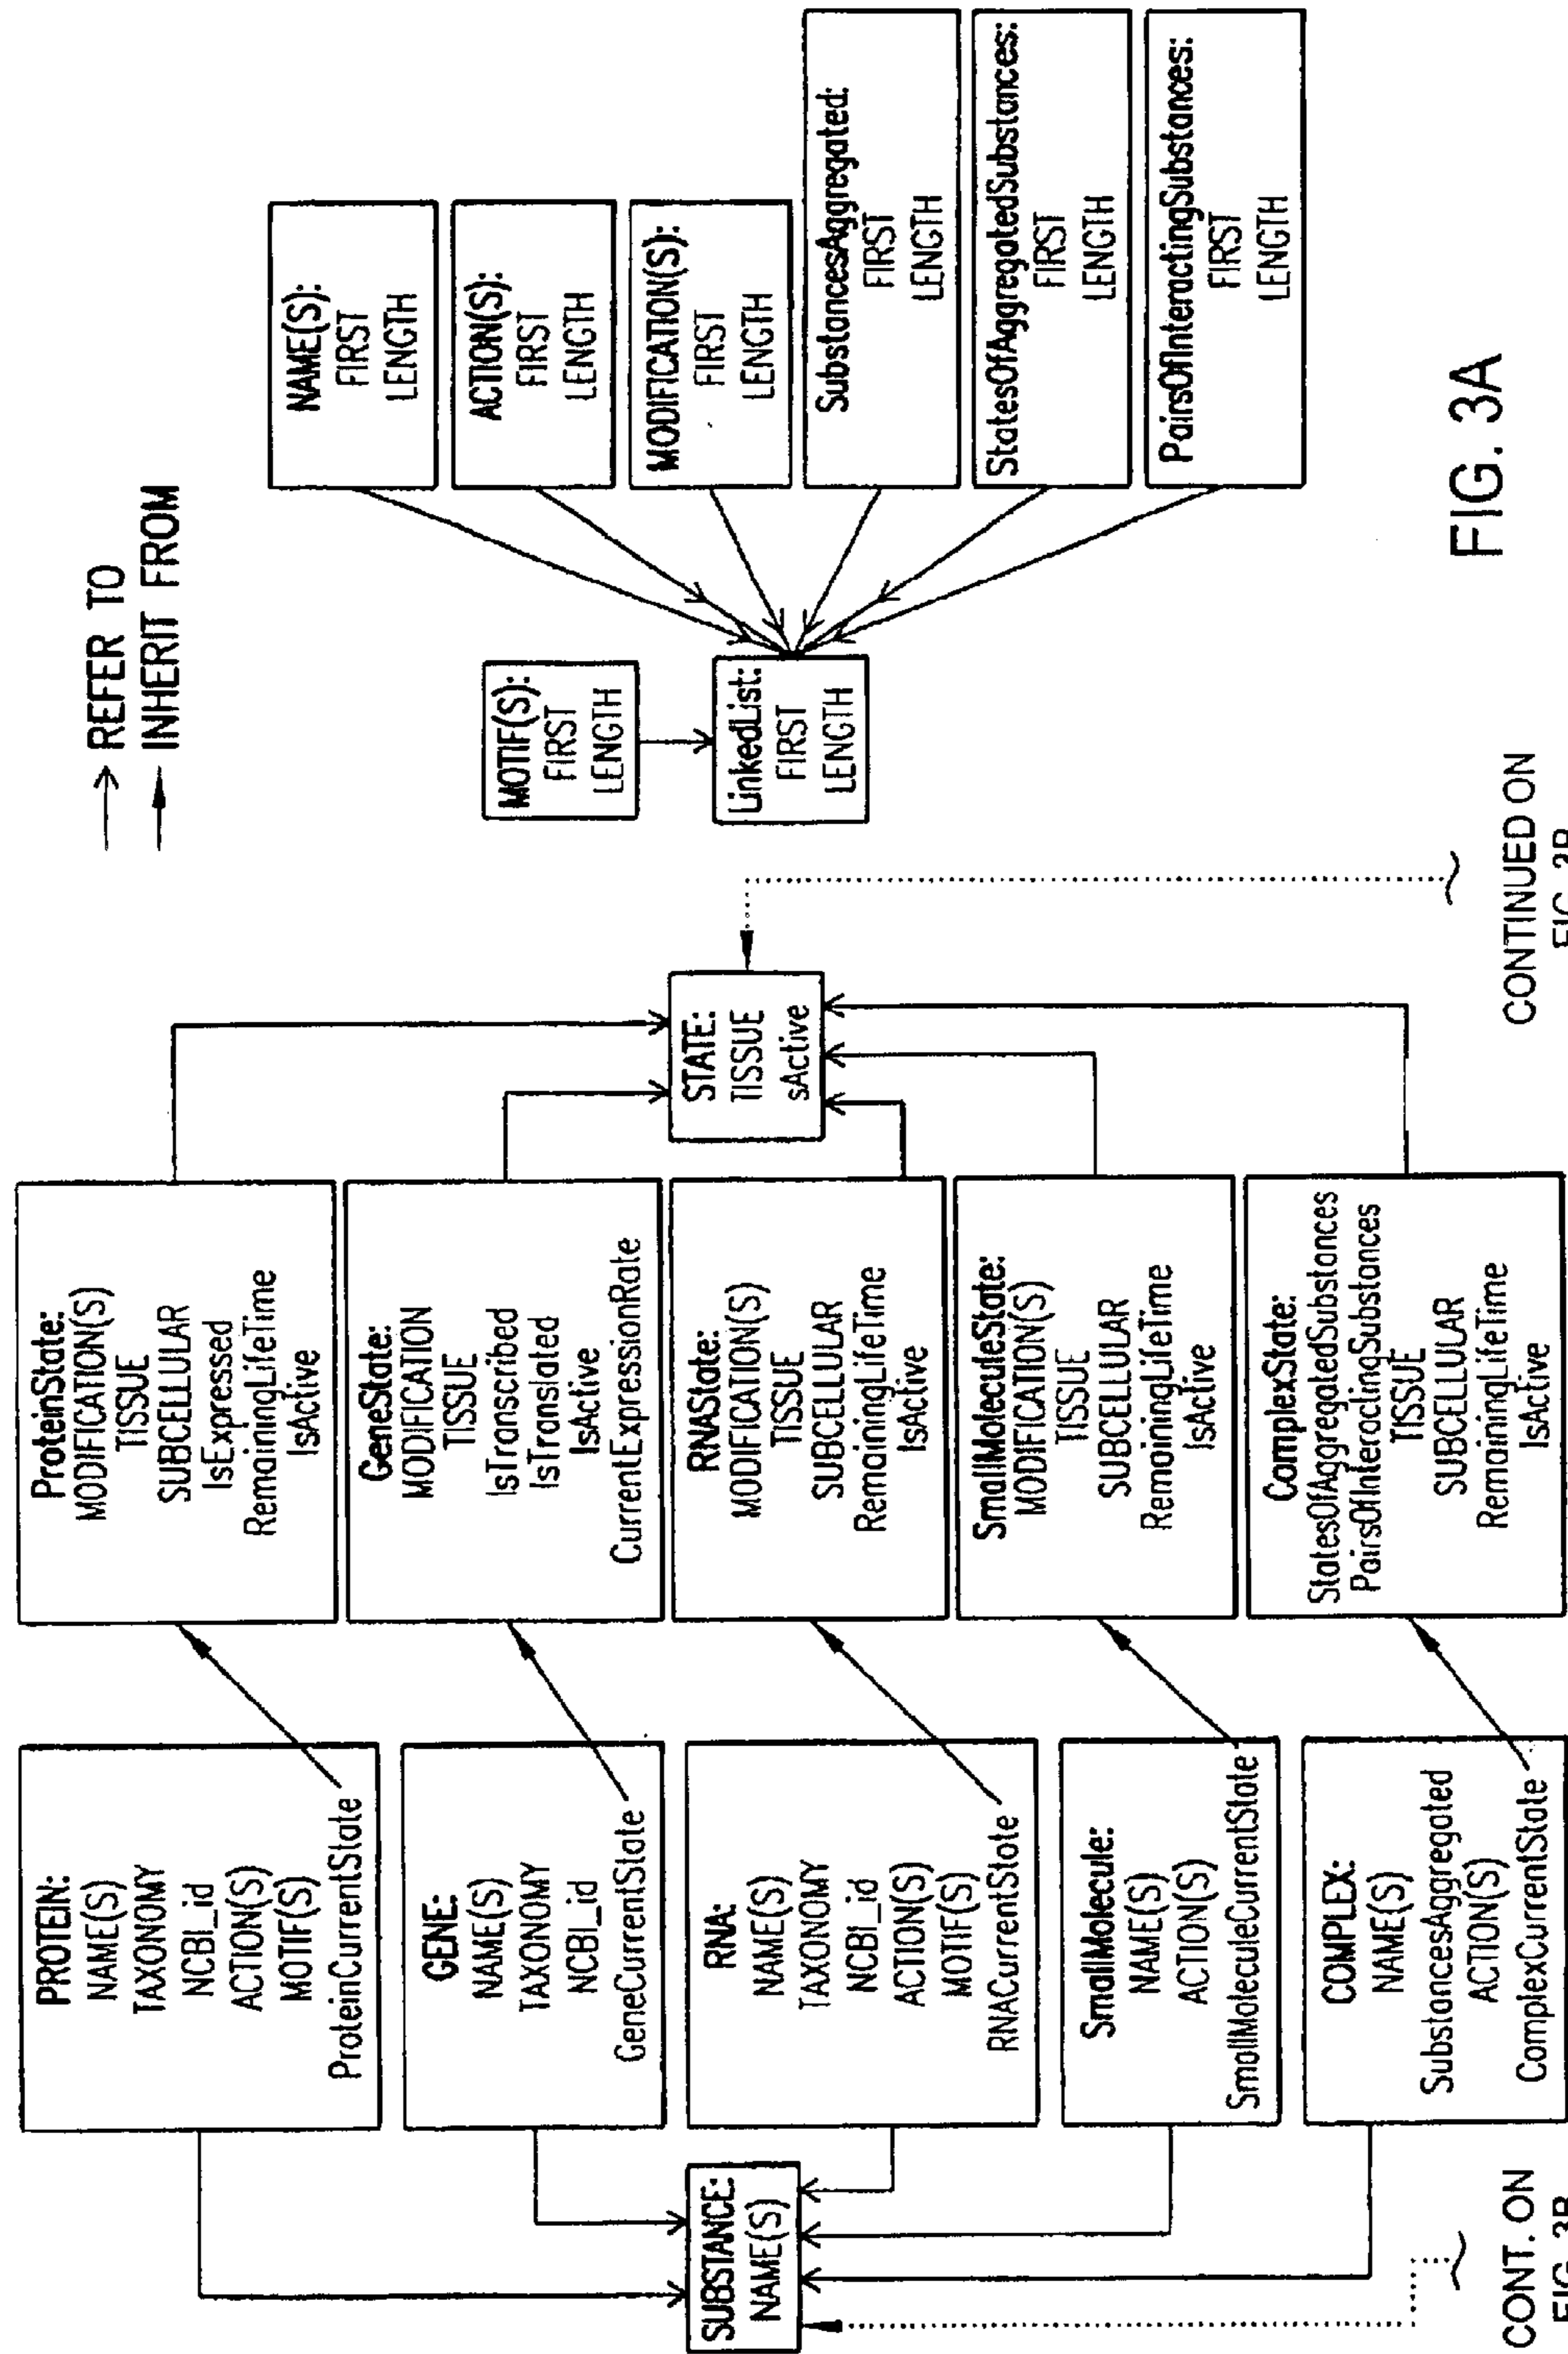 REFER TO
INHERIT FROM
PROTEIN:
NAME(S)
TAXONOMY
NCBI_id
ACTION(S)
MOTIF(S)
ProteinCurrentState
GENE:
NAME(S)
TAXONOMY
NCBI_id
GeneCurrentState
RNA:
NAME(S)
TAXONOMY
NCBI_id
ACTION(S)
MOTIF(S)
RNACurrentState
SmallMolecule:
NAME(S)
ACTION(S)
SmallMoleculeCurrentState
COMPLEX:
NAME(S)
SubstancesAggregated
ACTION(S)
ComplexCurrentState
SUBSTANCE:
NAME(S)
CONT. ON
FIG. 3B
ProteinState:
MODIFICATION(S)
TISSUE
SUBCELLULAR
IsExpressed
RemainingLifeTime
IsActive
GeneState:
MODIFICATION
TISSUE
IsTranscribed
IsTranslated
IsActive
CurrentExpressionRate
RNAState:
MODIFICATION(S)
TISSUE
SUBCELLULAR
RemainingLifeTime
IsActive
SmallMoleculeState:
MODIFICATION(S)
TISSUE
SUBCELLULAR
RemainingLifeTime
IsActive
ComplexState:
StatesOfAggregatedSubstances
PairsOfInteractingSubstances
TISSUE
SUBCELLULAR
RemainingLifeTime
IsActive
STATE:
TISSUE
sActive
CONTINUED ON
FIG. 3B
MOTIF(S):
FIRST
LENGTH
LinkedList:
FIRST
LENGTH
NAME(S):
FIRST
LENGTH
ACTION(S):
FIRST
LENGTH
MODIFICATION(S):
FIRST
LENGTH
SubstancesAggregated:
FIRST
LENGTH
StatesOfAggregatedSubstances:
FIRST
LENGTH
PairsOfInteractingSubstances:
FIRST
LENGTH
FIG. 3A